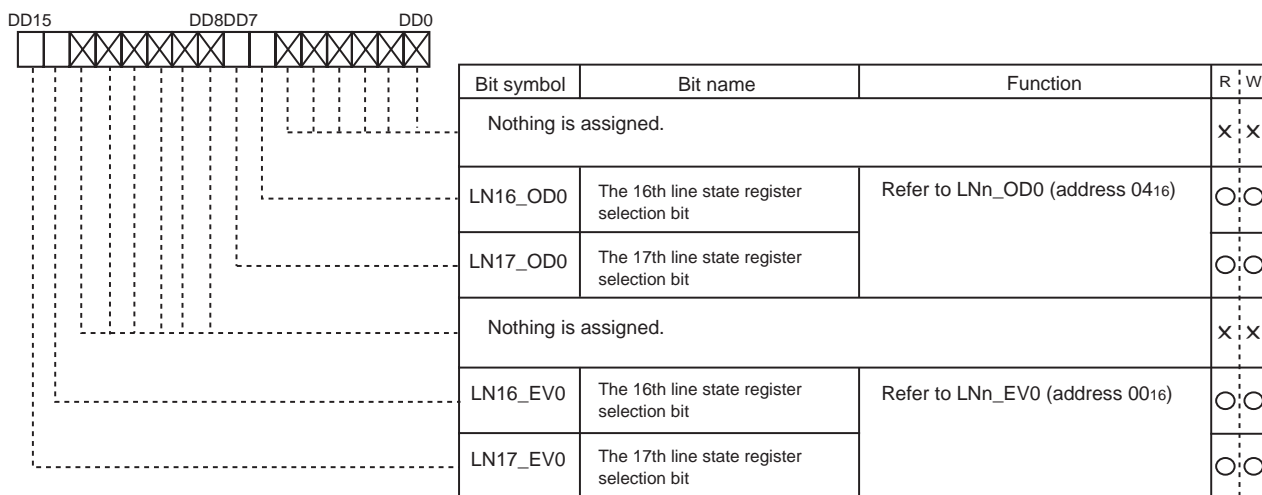 DD15 DD8DD7 DD0
Bit symbol Bit name Function R W
Nothing is assigned. X X
LN16_OD0 The 16th line state register selection bit Refer to LNn_OD0 (address 0416) O O
LN17_OD0 The 17th line state register selection bit O O
Nothing is assigned. X X
LN16_EV0 The 16th line state register selection bit Refer to LNn_EV0 (address 0016) O O
LN17_EV0 The 17th line state register selection bit O O